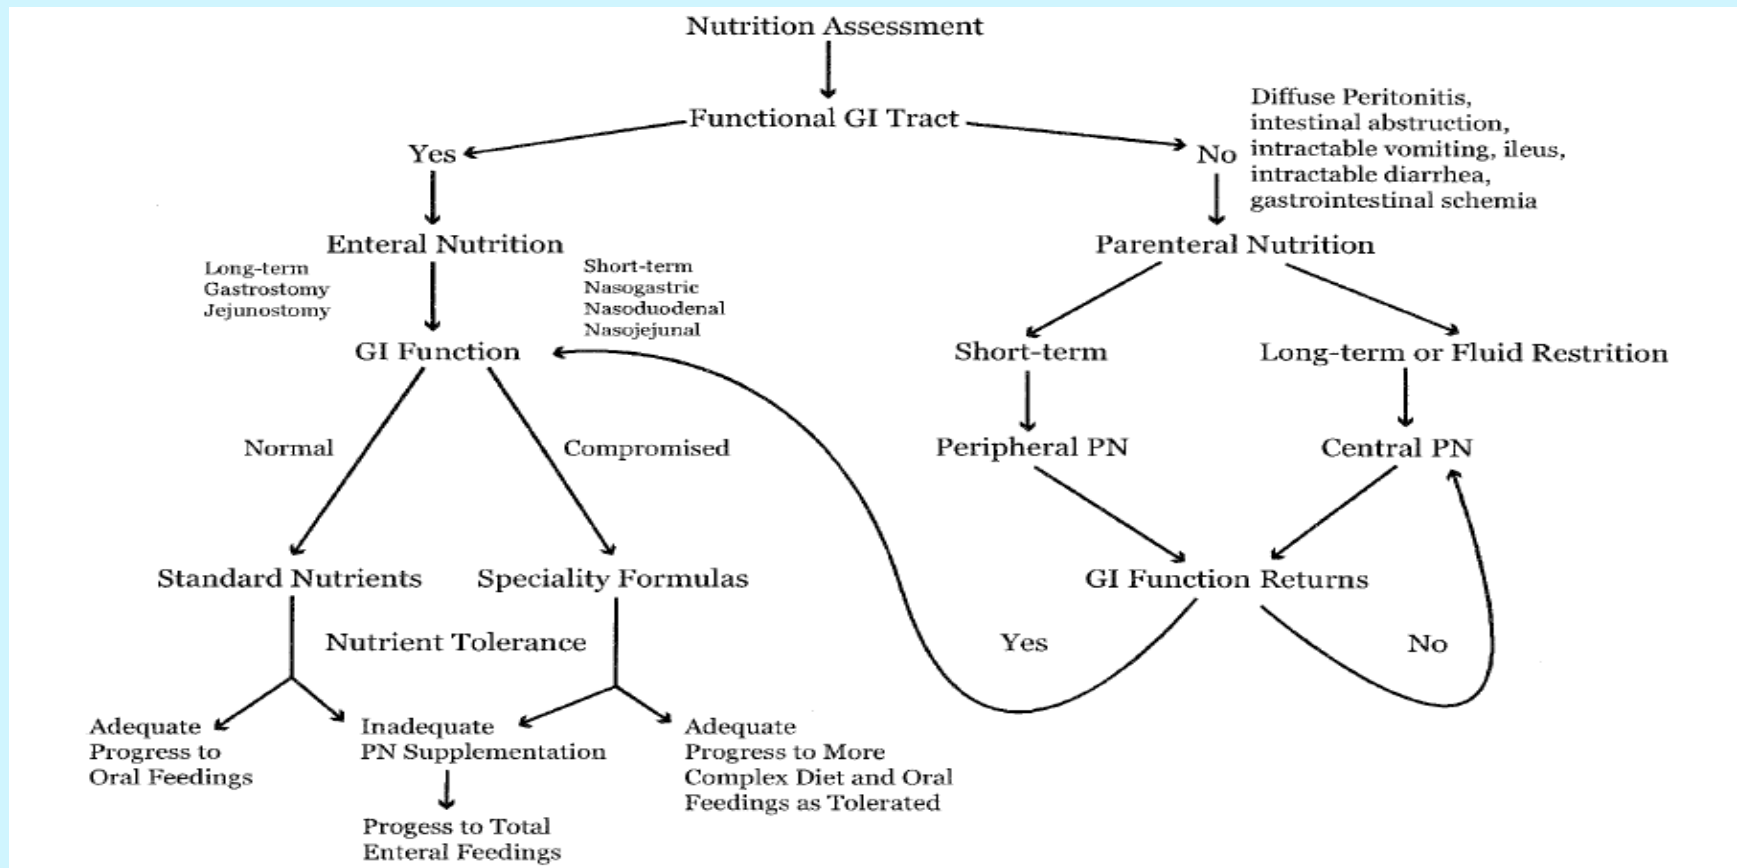 Nutrition Assessment
Functional GI Tract
Yes
No
Diffuse Peritonitis,
intestinal abstruction,
intractable vomiting, ileus,
intractable diarrhea,
gastrointestinal schemia
Enteral Nutrition
Long-term
Gastrostomy
Jejunostomy
Short-term
Nasogastric
Nasoduodenal
Nasojejunal
Parenteral Nutrition
GI Function
Short-term
Long-term or Fluid Restrition
Normal
Compromised
Peripheral PN
Central PN
Standard Nutrients
Speciality Formulas
GI Function Returns
Nutrient Tolerance
Yes
No
Adequate
Progress to
Oral Feedings
Inadequate
PN Supplementation
Progess to Total
Enteral Feedings
Adequate
Progress to More
Complex Diet and Oral
Feedings as Tolerated